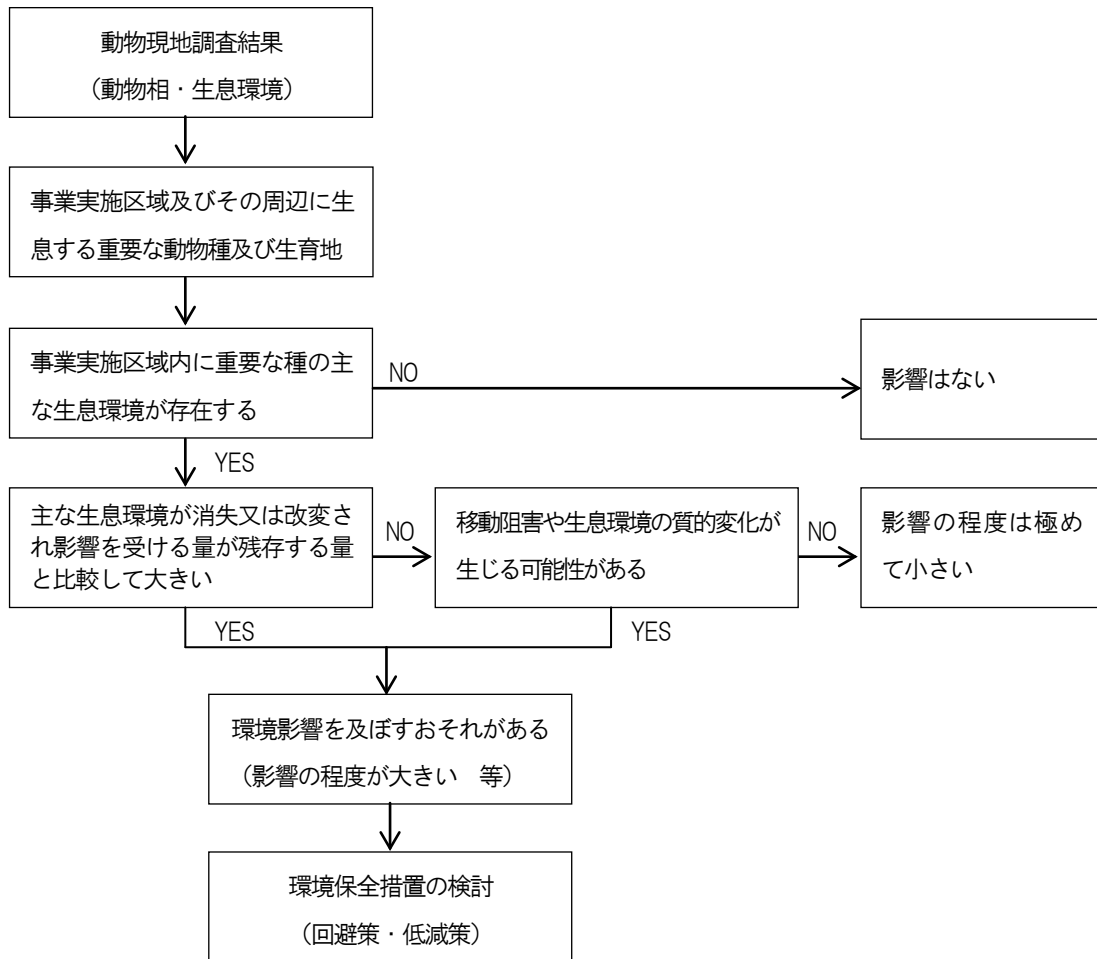 動物現地調査結果
（動物相・生息環境）
事業実施区域及びその周辺に生
息する重要な動物種及び生育地
事業実施区域内に重要な種の主
な生息環境が存在する
NO
影響はない
YES
主な生息環境が消失又は改変さ
れ影響を受ける量が残存する量
と比較して大きい
NO
移動阻害や生息環境の質的変化が
生じる可能性がある
NO
影響の程度は極め
て小さい
YES
YES
環境影響を及ぼすおそれがある
（影響の程度が大きい　等）
環境保全措置の検討
（回避策・低減策）